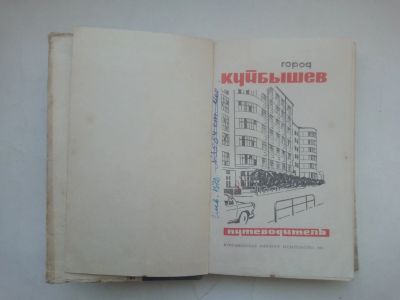 город
КУЙБЫШЕВ
путеводитель
КУЙБЫШЕВСКОЕ КНИЖНОЕ ИЗДАТЕЛЬСТВО